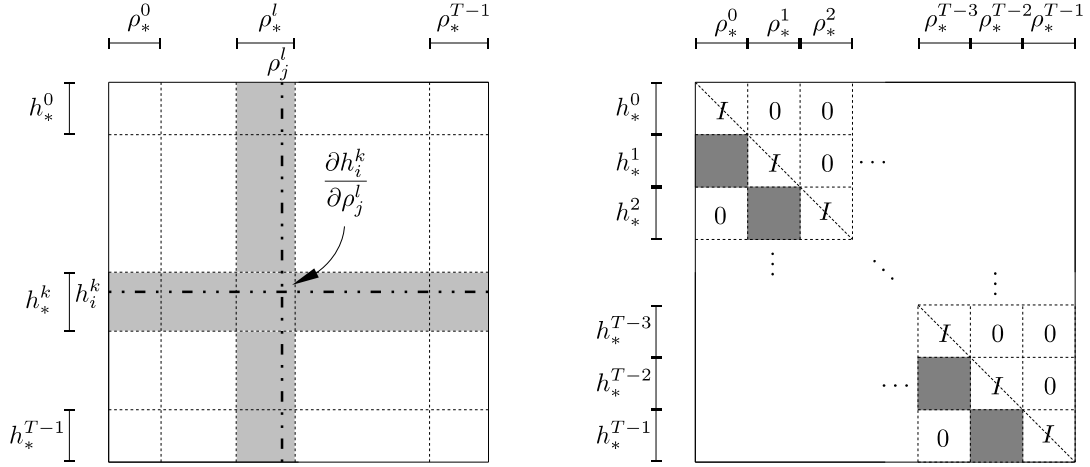 ρ_*^0 ρ_*^l ρ_*^{T−1}
ρ_j^l
h_*^0
∂h_i^k / ∂ρ_j^l
h_*^k h_i^k
h_*^{T−1}
ρ_*^0 ρ_*^1 ρ_*^2 ρ_*^{T−3} ρ_*^{T−2} ρ_*^{T−1}
h_*^0 I 0 0
h_*^1 I 0 ···
h_*^2 0 I
⋮ ⋱ ⋮
h_*^{T−3} I 0 0
h_*^{T−2} ··· I 0
h_*^{T−1} 0 I